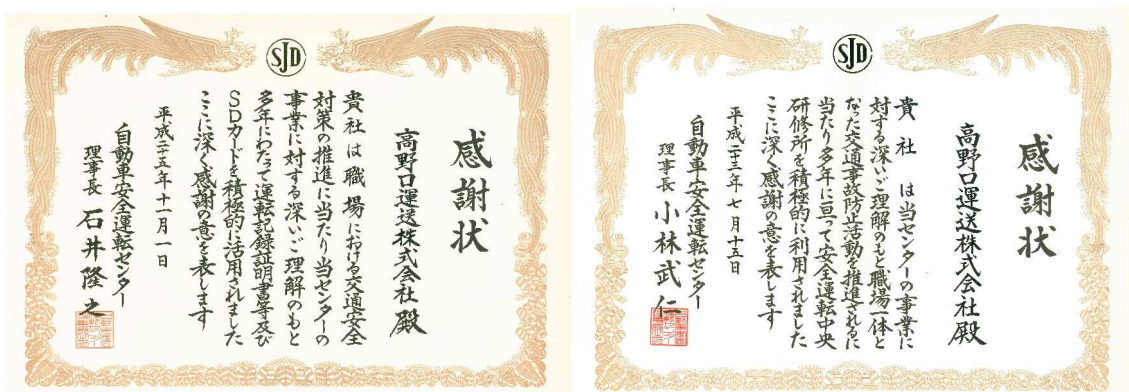 SJD
感謝状
高野口運送株式会社殿
貴社は職場における交通安全
対策の推進に当たり当センターの
事業に対する深いご理解のもと
多年にわたって運転記録証明書等及び
SDカードを積極的に活用されました
ここに深く感謝の意を表します
平成二十五年十一月一日
自動車安全運転センター
理事長 石井隆之
SJD
感謝状
高野口運送株式会社殿
貴社は当センターの事業に
対する深いご理解のもと職場一体と
なった交通事故防止活動を推進されるに
当たり多年に亘って安全運転中央
研修所を積極的に利用されました
ここに深く感謝の意を表します
平成二十三年七月十五日
自動車安全運転センター
理事長 小林武仁